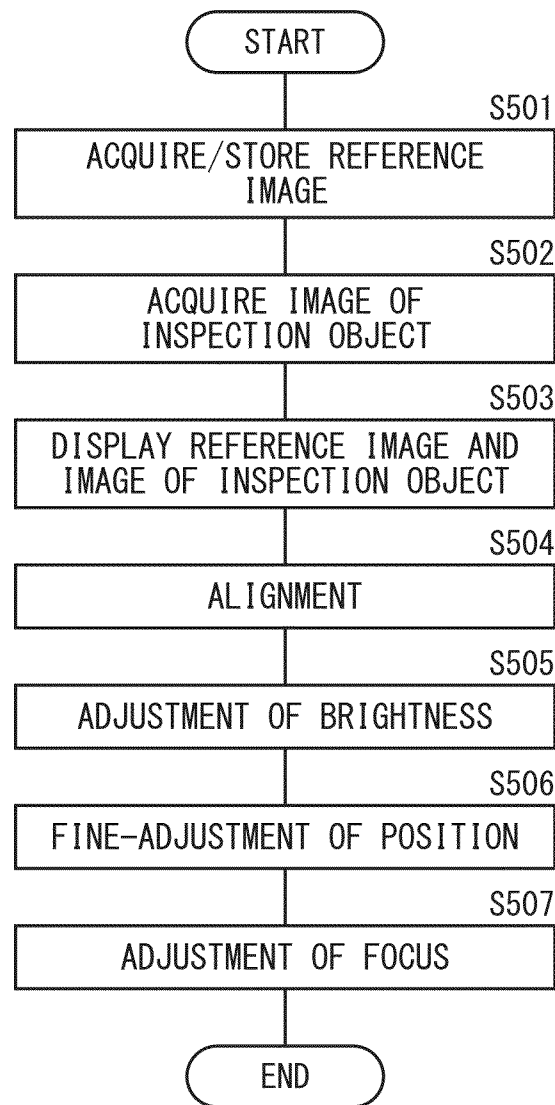 START
S501
ACQUIRE/STORE REFERENCE
IMAGE
S502
ACQUIRE IMAGE OF
INSPECTION OBJECT
S503
DISPLAY REFERENCE IMAGE AND
IMAGE OF INSPECTION OBJECT
S504
ALIGNMENT
S505
ADJUSTMENT OF BRIGHTNESS
S506
FINE-ADJUSTMENT OF POSITION
S507
ADJUSTMENT OF FOCUS
END